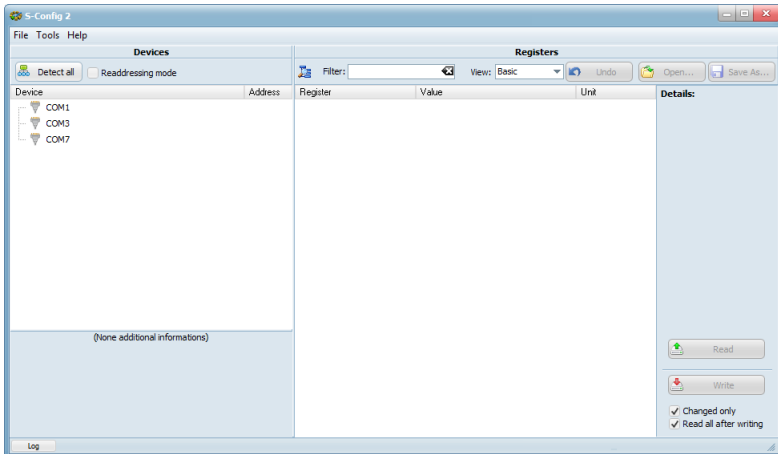 S-Config 2
File Tools Help
Devices
Registers
Detect all
Readdressing mode
Filter:
View: Basic
Undo
Open...
Save As...
Device Address
Register Value Unit
Details:
COM1
COM3
COM7
(None additional informations)
Read
Write
Changed only
Read all after writing
Log